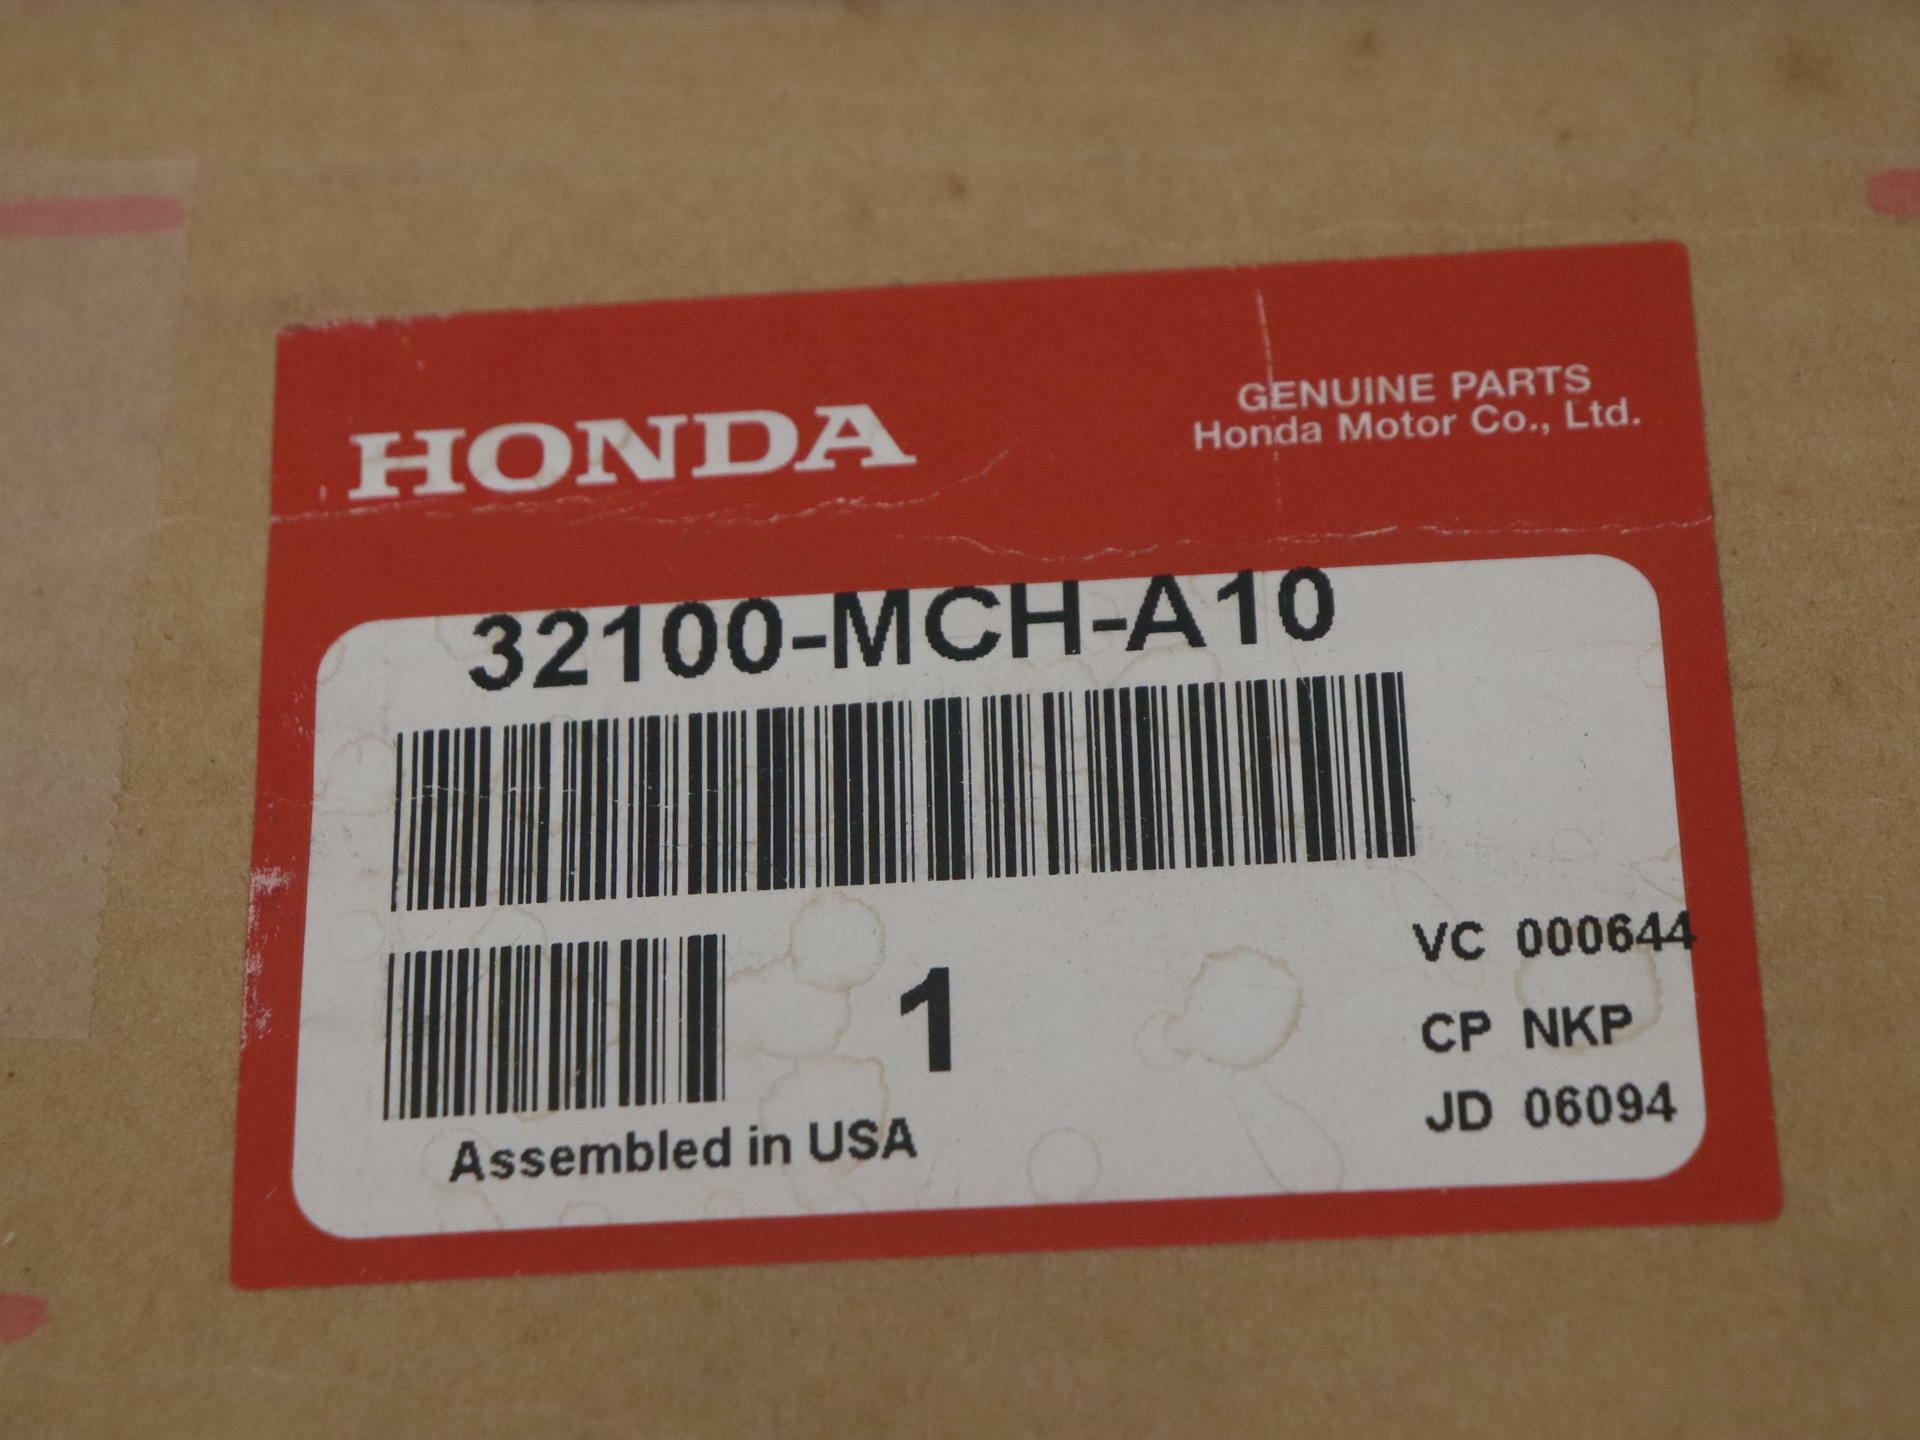 HONDA
GENUINE PARTS
Honda Motor Co., Ltd.
32100-MCH-A10
1
Assembled in USA
VC 000644
CP NKP
JD 06094